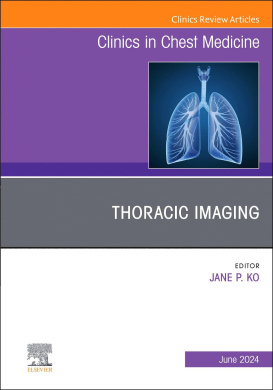 Clinics Review Articles
Clinics in Chest Medicine
THORACIC IMAGING
EDITOR
JANE P. KO
ELSEVIER
June 2024